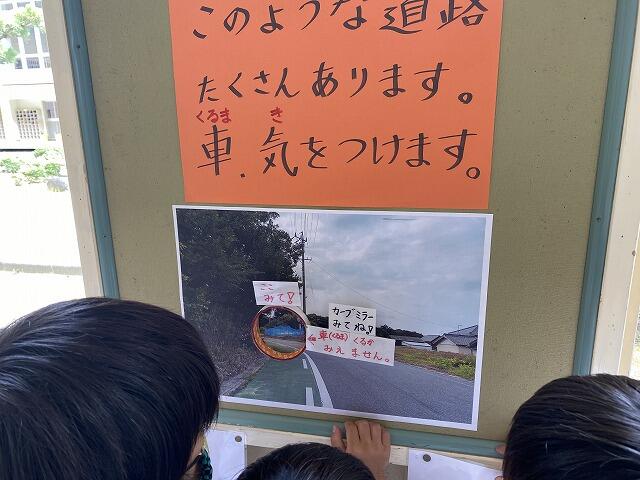 このような道路
たくさんあります。
くるま き
車、気をつけます。
ここ
みて!
カーブミラー
みてね!
車(くるま)くるか
みえません。